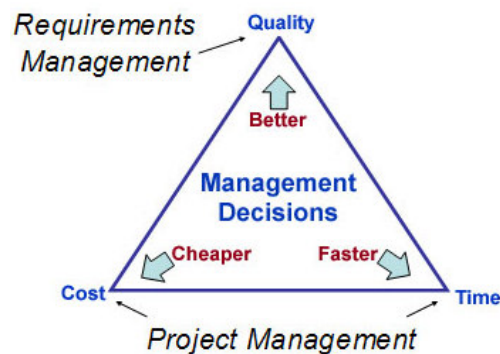 Requirements
Management
Quality
Better
Management
Decisions
Cheaper
Faster
Cost
Time
Project Management